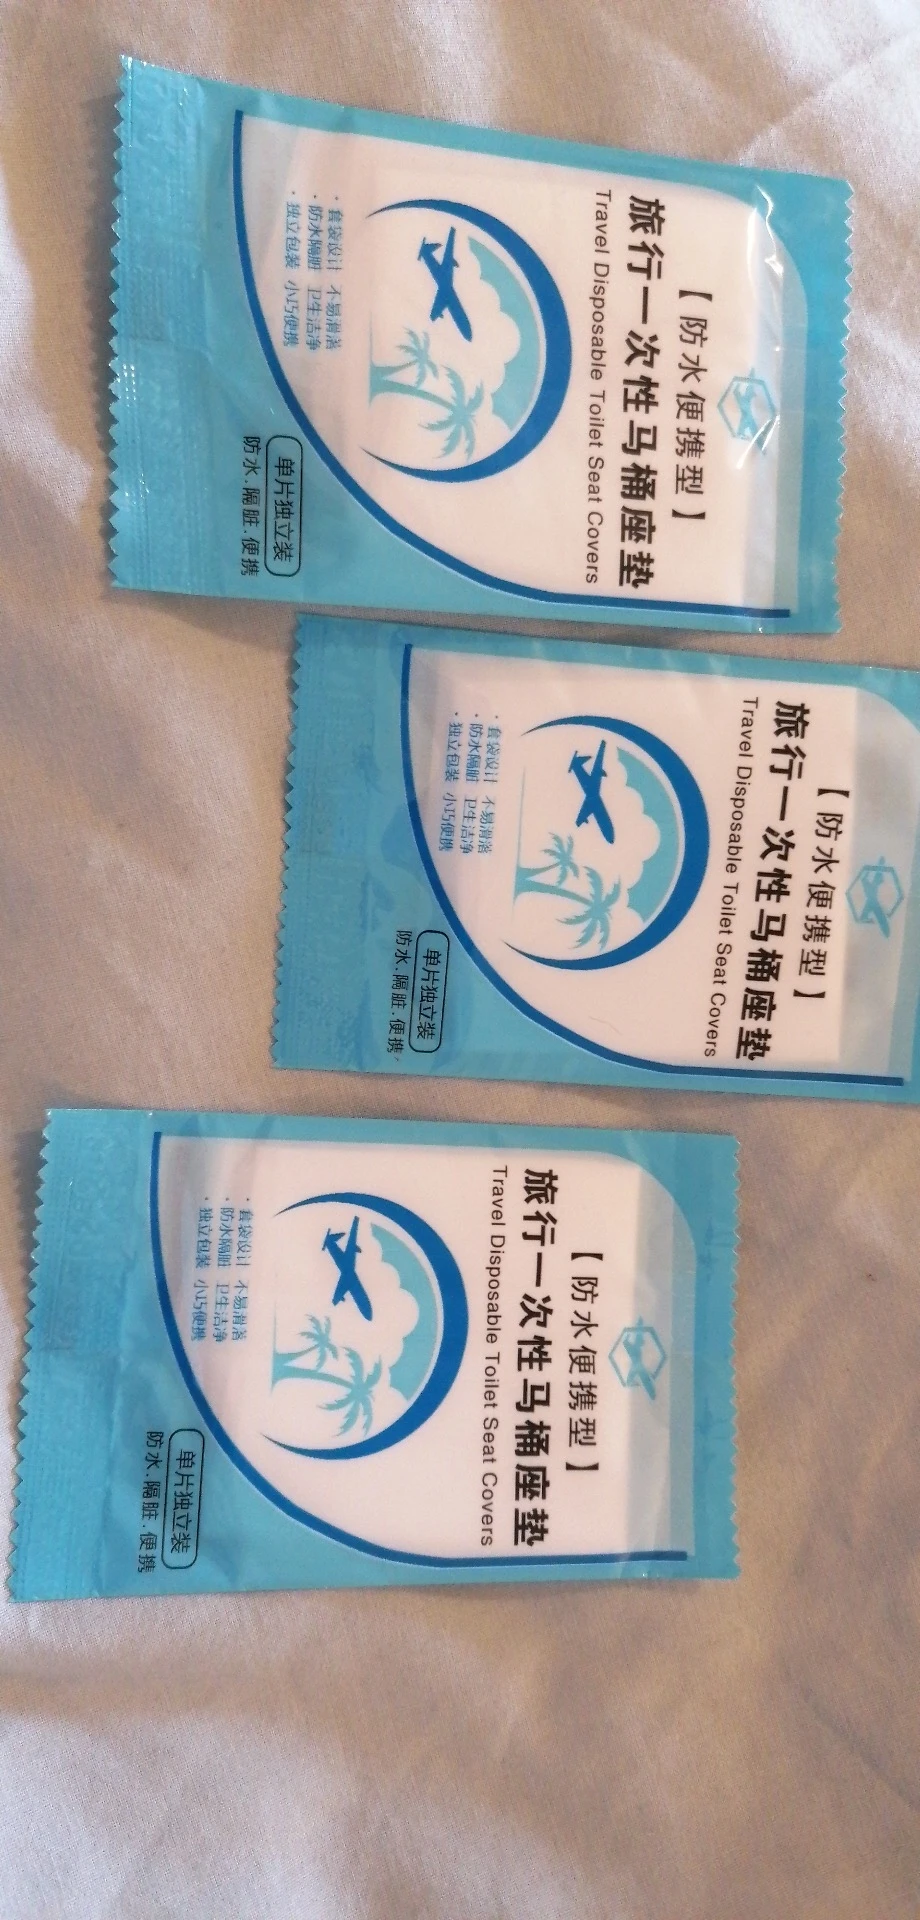 【防水便携型】
旅行一次性马桶座垫
Travel Disposable Toilet Seat Covers
·套袋设计 不易滑落
·防水隔脏 卫生洁净
·独立包装 小巧便携
单片独立装
防水.隔脏.便携
【防水便携型】
旅行一次性马桶座垫
Travel Disposable Toilet Seat Covers
·套袋设计 不易滑落
·防水隔脏 卫生洁净
·独立包装 小巧便携
单片独立装
防水.隔脏.便携
【防水便携型】
旅行一次性马桶座垫
Travel Disposable Toilet Seat Covers
·套袋设计 不易滑落
·防水隔脏 卫生洁净
·独立包装 小巧便携
单片独立装
防水.隔脏.便携